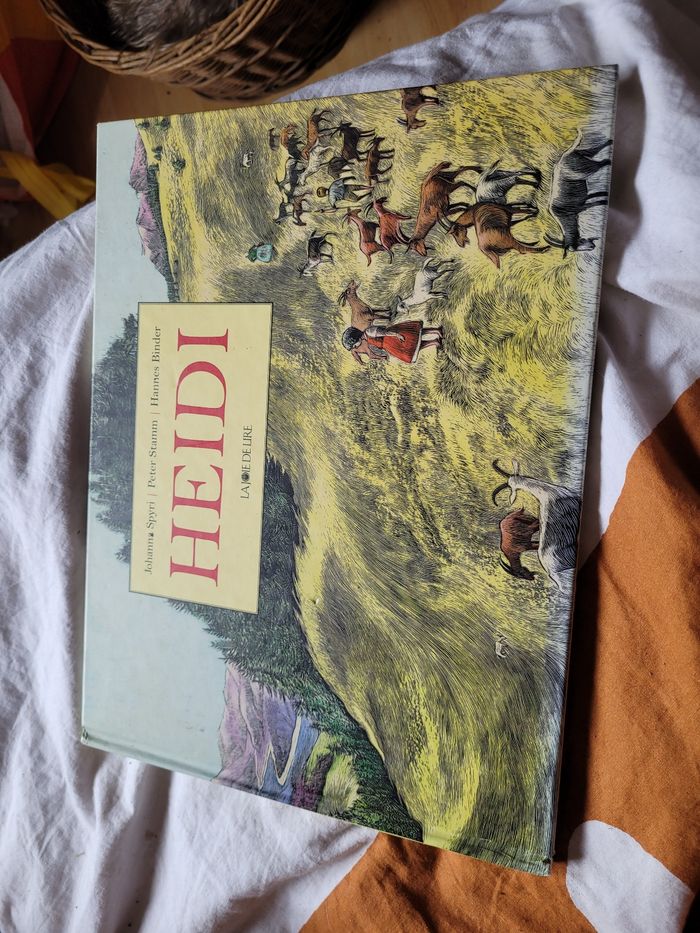 Johanna Spyri | Peter Stamm | Hannes Binder
HEIDI
LA JOIE DE LIRE